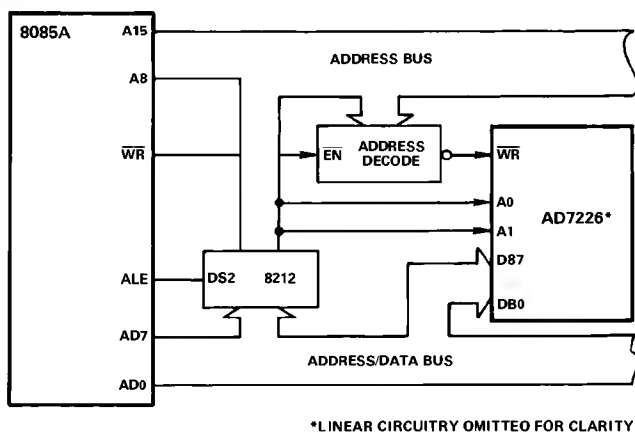 8085A
A15
ADDRESS BUS
A8
ADDRESS
DECODE
EN
WR
WR
A0
A1
AD7226*
ALE
DS2
8212
D87
DB0
AD7
ADDRESS/DATA BUS
AD0
*LINEAR CIRCUITRY OMITTEO FOR CLARITY